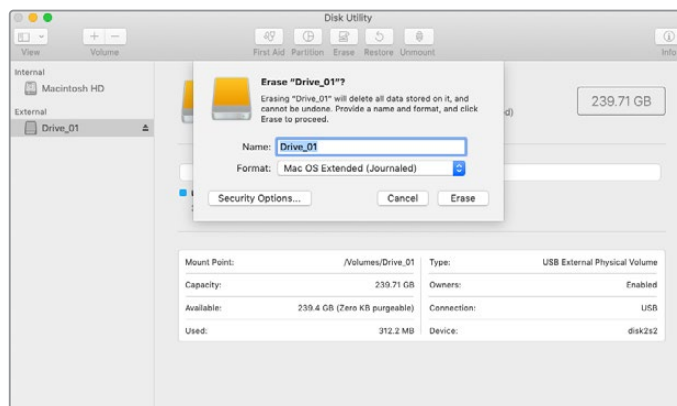 Disk Utility
View
Volume
First Aid
Partition
Erase
Restore
Unmount
Info
Internal
Macintosh HD
External
Drive_01
Erase “Drive_01”?
Erasing “Drive_01” will delete all data stored on it, and
cannot be undone. Provide a name and format, and click
Erase to proceed.
Name: Drive_01
Format: Mac OS Extended (Journaled)
Security Options...
Cancel
Erase
d)
239.71 GB
Mount Point: /Volumes/Drive_01
Type: USB External Physical Volume
Capacity: 239.71 GB
Owners: Enabled
Available: 239.4 GB (Zero KB purgeable)
Connection: USB
Used: 312.2 MB
Device: disk2s2